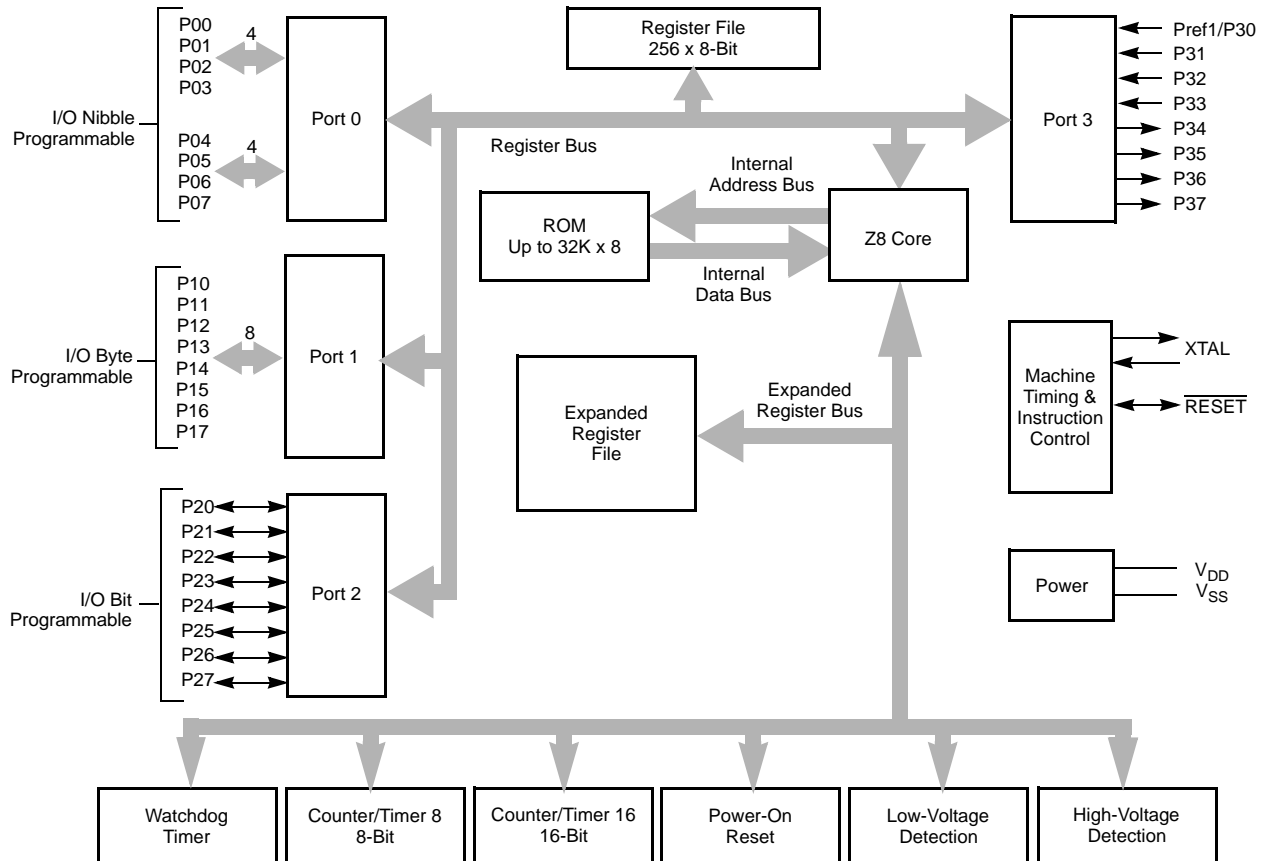 P00
P01
P02
P03
4
I/O Nibble
Programmable
P04
P05
P06
P07
4
Port 0
Register File
256 x 8-Bit
Register Bus
Pref1/P30
P31
P32
P33
P34
P35
P36
P37
Port 3
Internal
Address Bus
ROM
Up to 32K x 8
Z8 Core
Internal
Data Bus
I/O Byte
Programmable
P10
P11
P12
P13
P14
P15
P16
P17
8
Port 1
Expanded
Register
File
Expanded
Register Bus
Machine
Timing &
Instruction
Control
XTAL
RESET
I/O Bit
Programmable
P20
P21
P22
P23
P24
P25
P26
P27
Port 2
Power
VDD
VSS
Watchdog
Timer
Counter/Timer 8
8-Bit
Counter/Timer 16
16-Bit
Power-On
Reset
Low-Voltage
Detection
High-Voltage
Detection